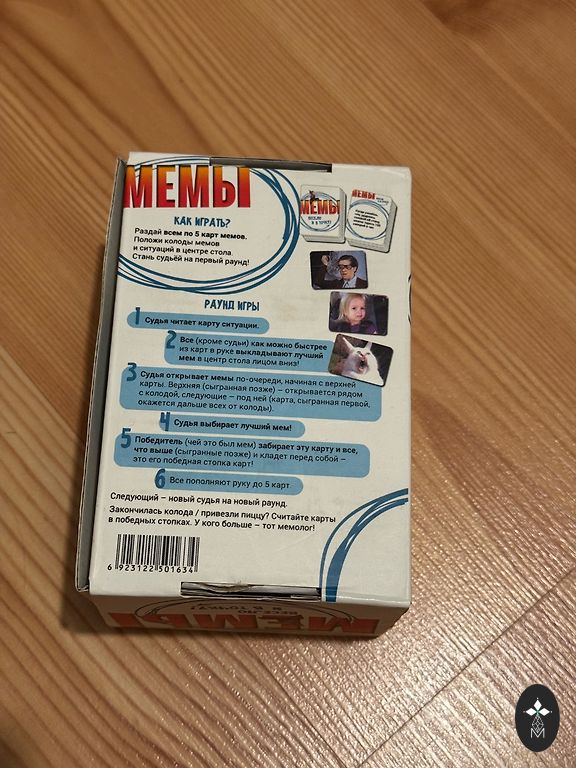 МЕМЫ
КАК ИГРАТЬ?
Раздай всем по 5 карт мемов.
Положи колоды мемов
и ситуаций в центре стола.
Стань судьёй на первый раунд!
МЕМЫ
ВЕСЕЛО
И В ТОЧКУ!
МЕМЫ
РАУНД ИГРЫ
1 Судья читает карту ситуации.
2 Все (кроме судьи) как можно быстрее
из карт в руке выкладывают лучший
мем в центр стола лицом вниз!
3 Судья открывает мемы по-очереди, начиная с верхней
карты. Верхняя (сыгранная позже) – открывается рядом
с колодой, следующие – под ней (карта, сыгранная первой,
окажется дальше всех от колоды).
4 Судья выбирает лучший мем!
5 Победитель (чей это был мем) забирает эту карту и все,
что выше (сыгранные позже) и кладет перед собой –
это его победная стопка карт!
6 Все пополняют руку до 5 карт.
Следующий – новый судья на новый раунд.
Закончилась колода / привезли пиццу? Считайте карты
в победных стопках. У кого больше – тот мемолог!
6 923122 501634
ВЕСЕЛО
И В ТОЧКУ!
МЕМЫ